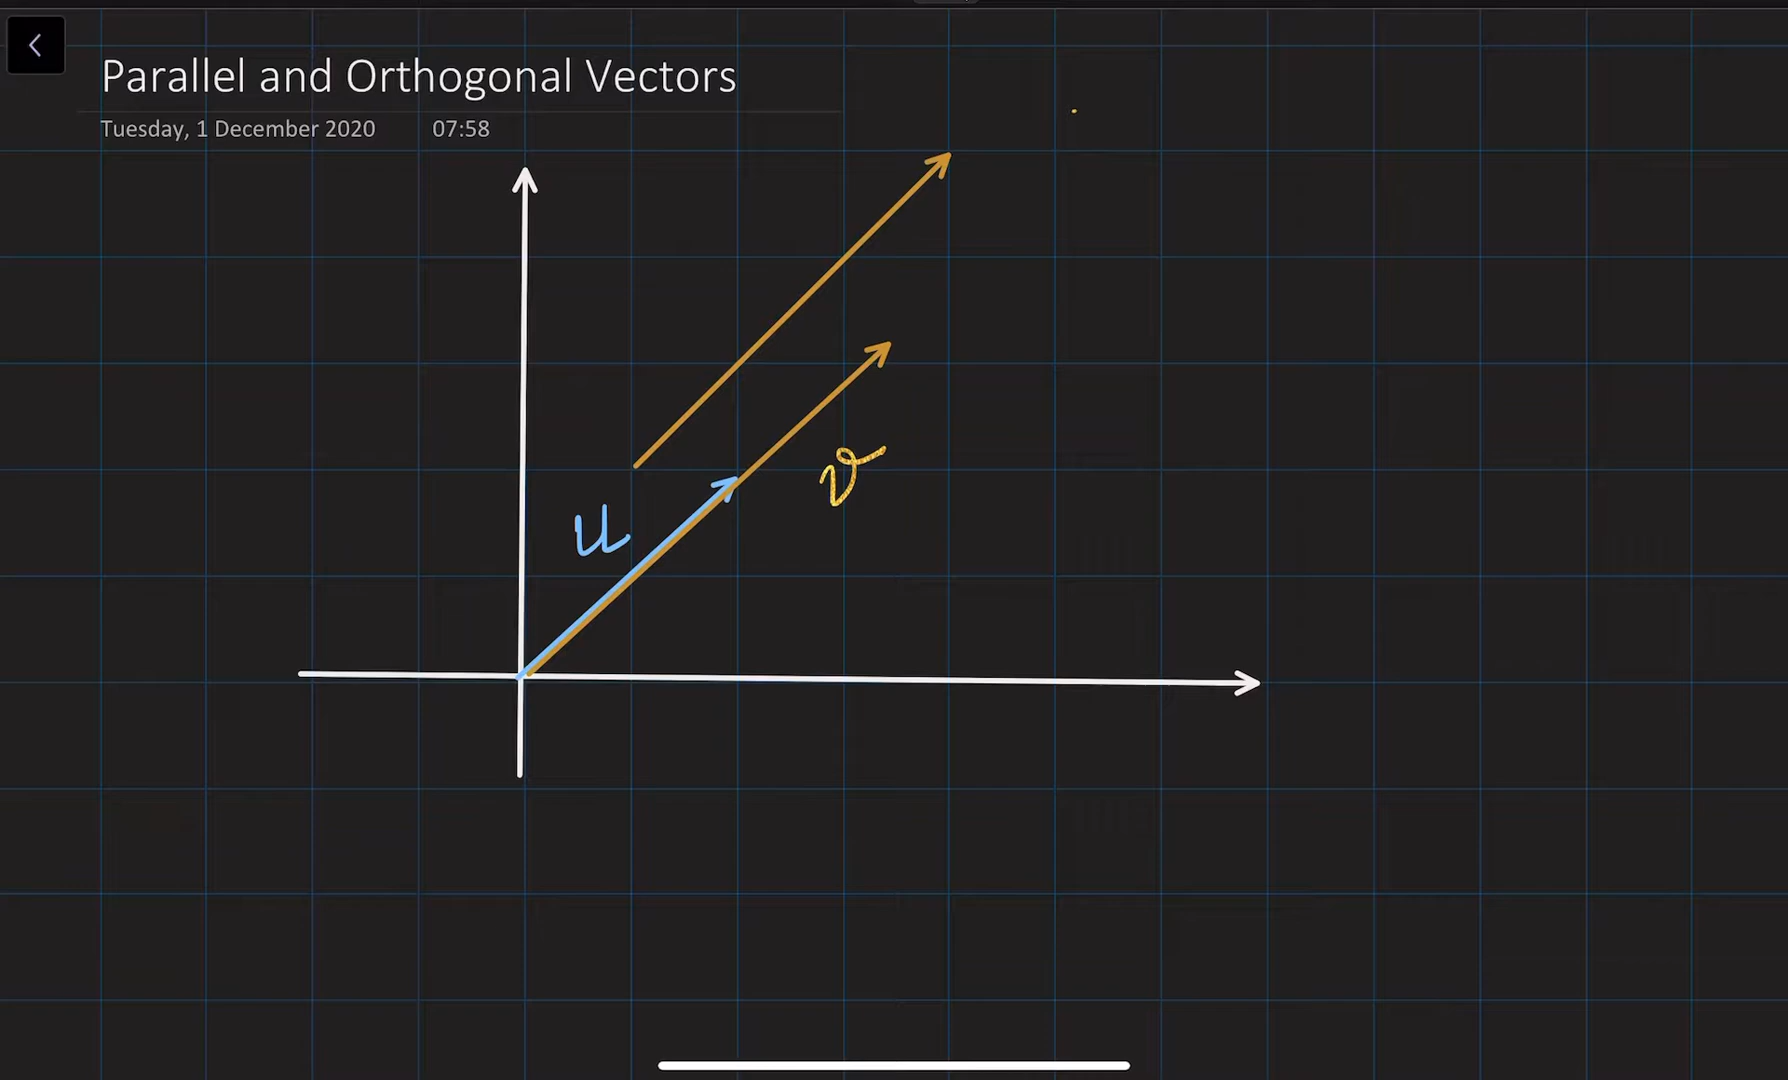 Parallel and Orthogonal Vectors
Tuesday, 1 December 2020 07:58
v
u